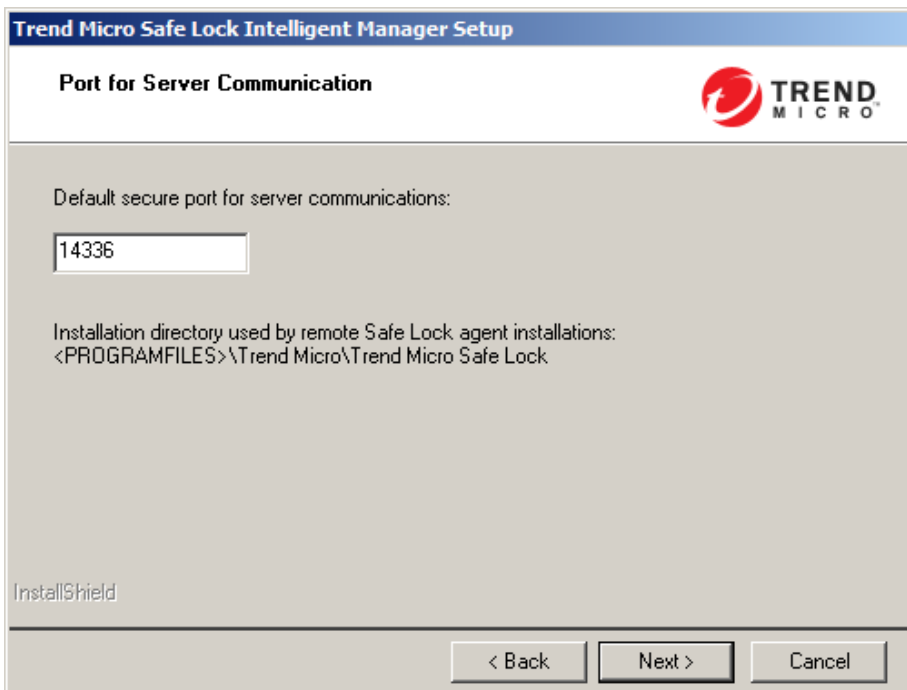 Trend Micro Safe Lock Intelligent Manager Setup
Port for Server Communication
TREND
MICRO™
Default secure port for server communications:
14336
Installation directory used by remote Safe Lock agent installations:
<PROGRAMFILES>\Trend Micro\Trend Micro Safe Lock
InstallShield
< Back
Next >
Cancel